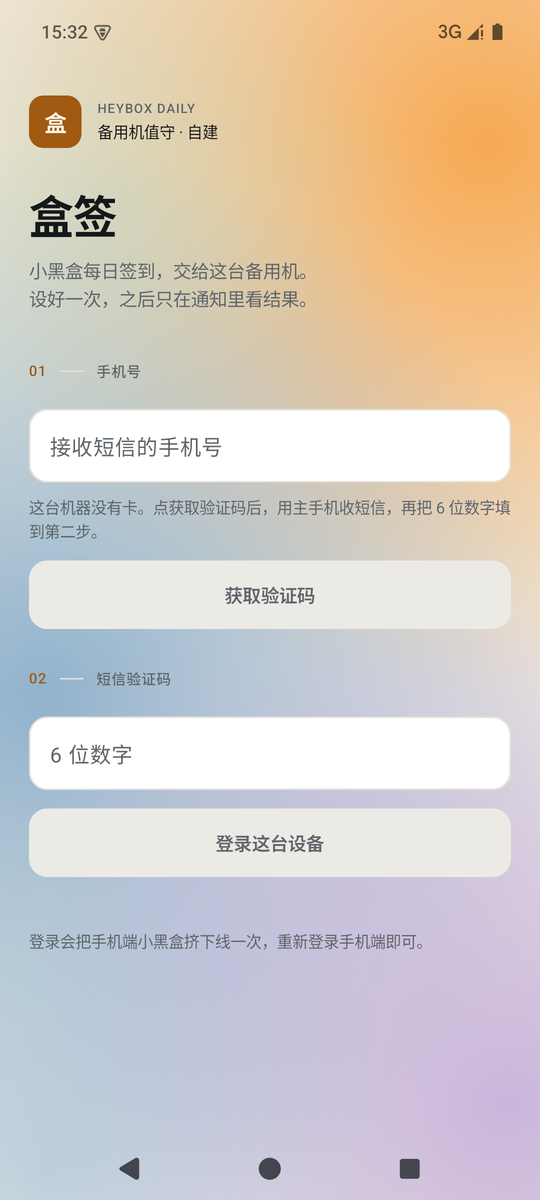 15:32
3G
盒
HEYBOX DAILY
备用机值守 · 自建
盒签
小黑盒每日签到，交给这台备用机。
设好一次，之后只在通知里看结果。
01 — 手机号
接收短信的手机号
这台机器没有卡。点获取验证码后，用主手机收短信，再把 6 位数字填
到第二步。
获取验证码
02 — 短信验证码
6 位数字
登录这台设备
登录会把手机端小黑盒挤下线一次，重新登录手机端即可。